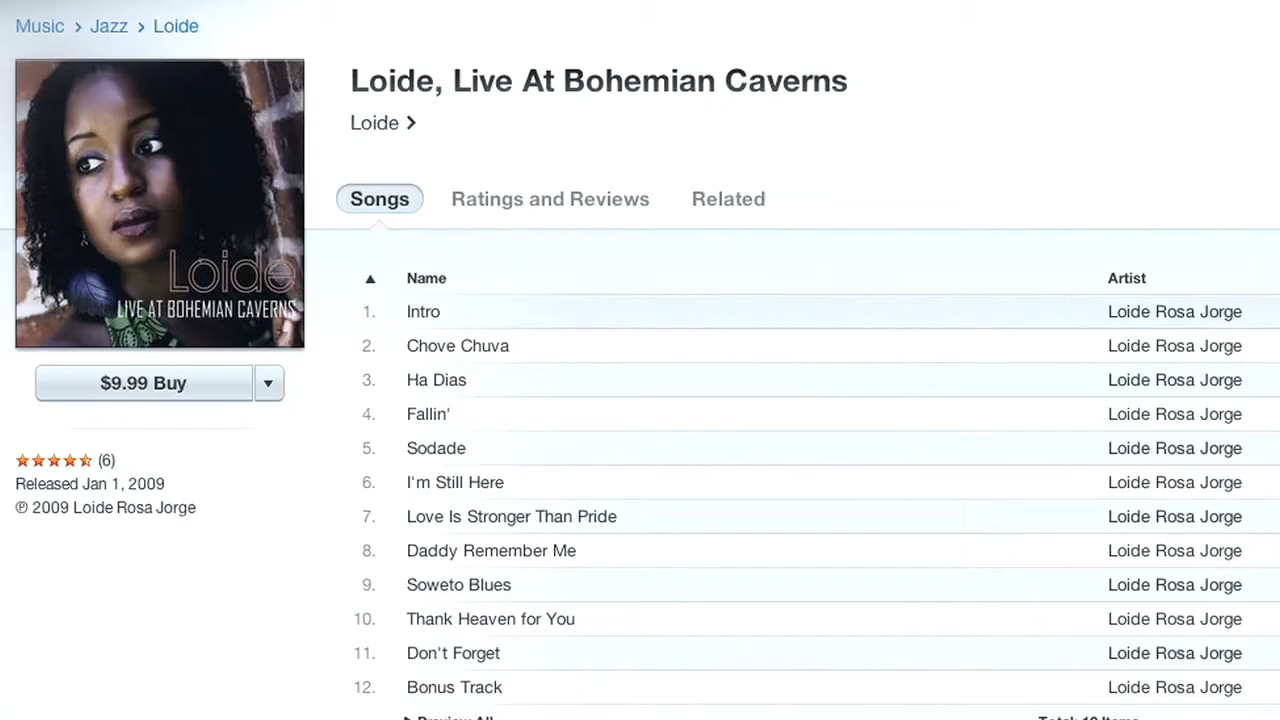 Music > Jazz > Loide
Loide, Live At Bohemian Caverns
Loide >
Loide
LIVE AT BOHEMIAN CAVERNS
Songs Ratings and Reviews Related
$9.99 Buy
(6)
Released Jan 1, 2009
℗ 2009 Loide Rosa Jorge
▲ Name Artist
1. Intro Loide Rosa Jorge
2. Chove Chuva Loide Rosa Jorge
3. Ha Dias Loide Rosa Jorge
4. Fallin' Loide Rosa Jorge
5. Sodade Loide Rosa Jorge
6. I'm Still Here Loide Rosa Jorge
7. Love Is Stronger Than Pride Loide Rosa Jorge
8. Daddy Remember Me Loide Rosa Jorge
9. Soweto Blues Loide Rosa Jorge
10. Thank Heaven for You Loide Rosa Jorge
11. Don't Forget Loide Rosa Jorge
12. Bonus Track Loide Rosa Jorge
Preview All Total: 12 Items